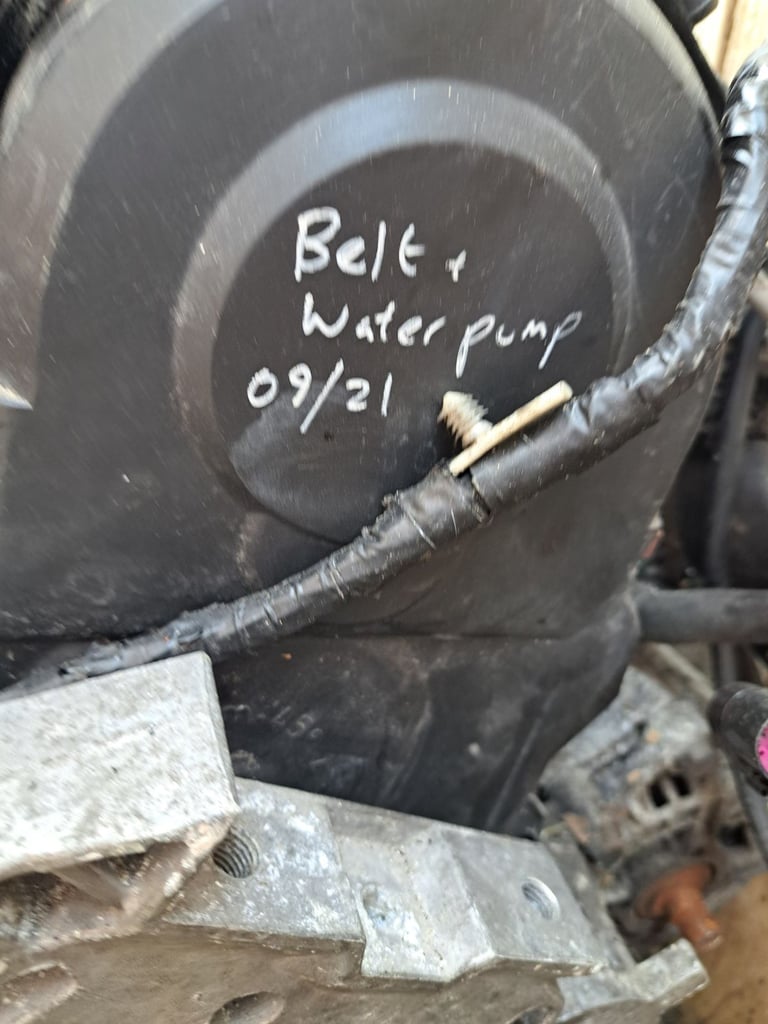 Belt +
Water pump
09/21